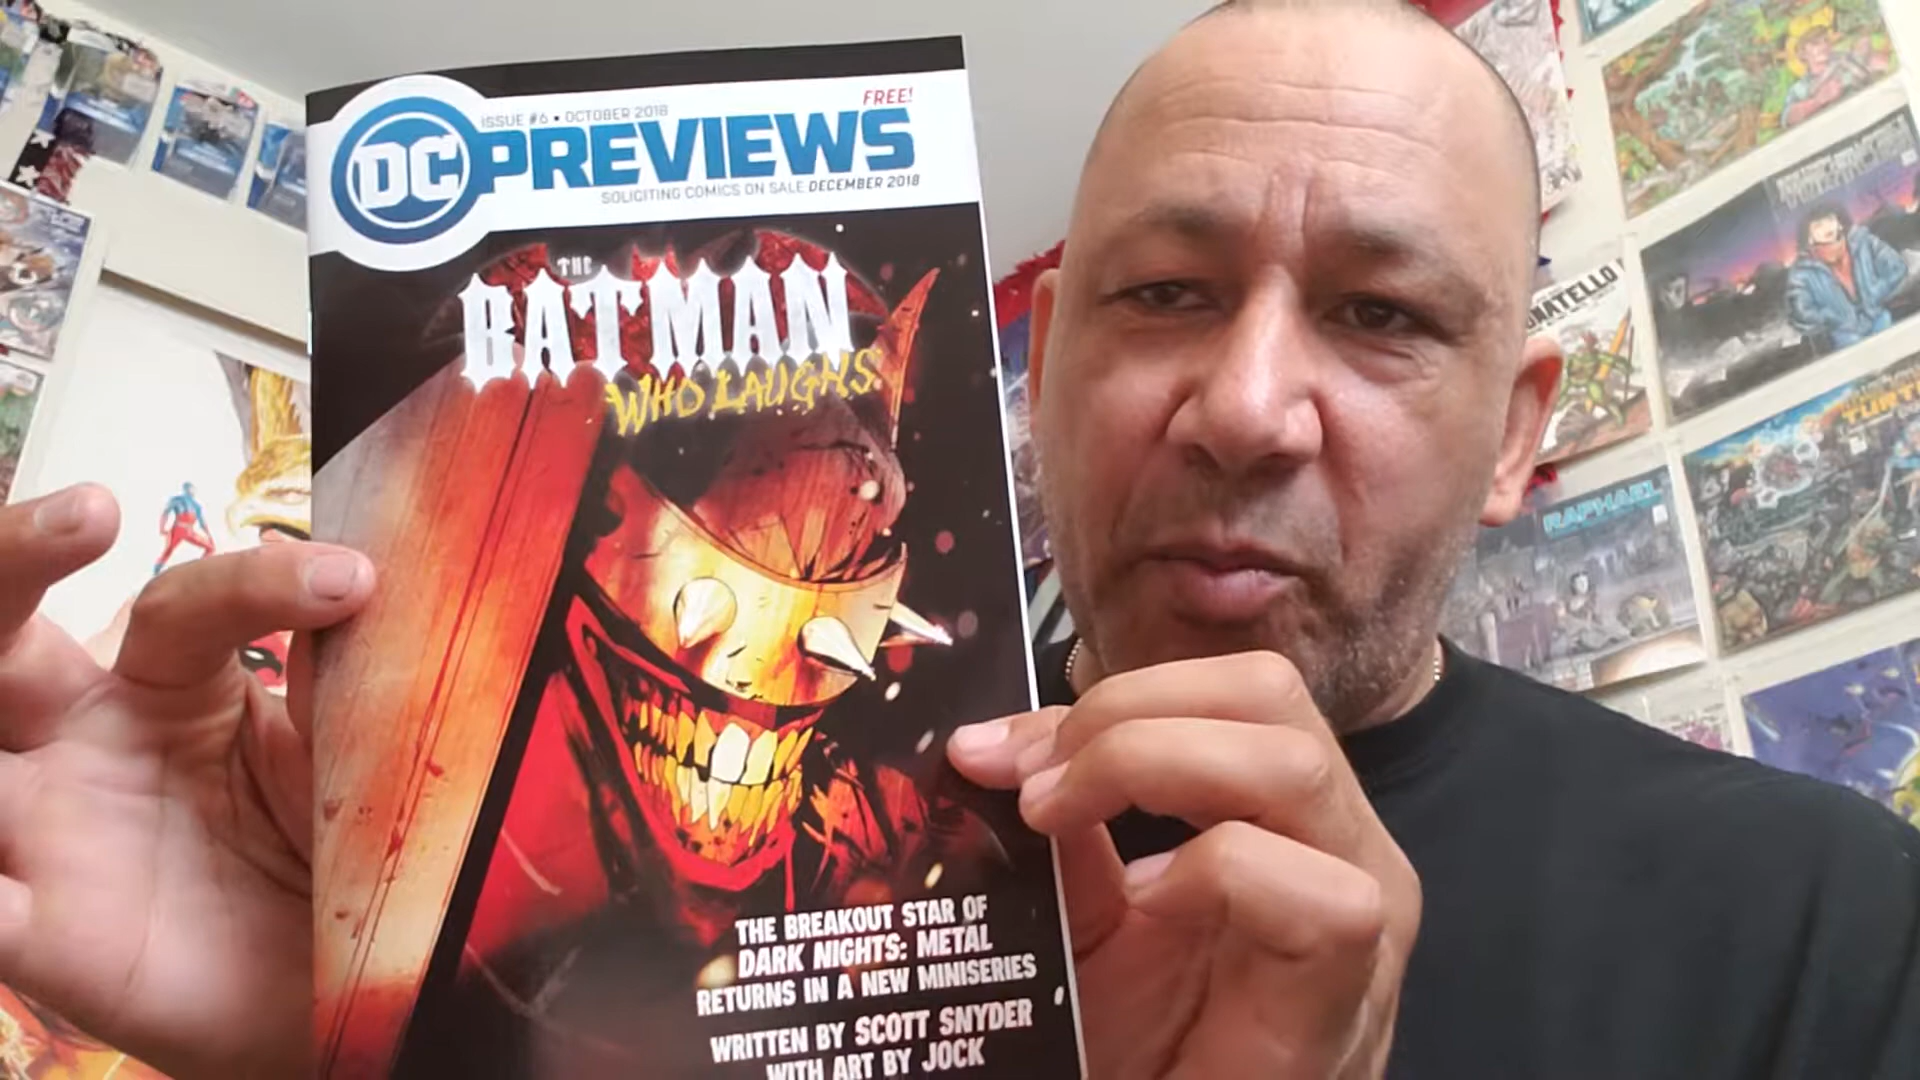 FREE!
ISSUE #6 • OCTOBER 2018
DC PREVIEWS
SOLICITING COMICS ON SALE DECEMBER 2018
THE
BATMAN
WHO LAUGHS
THE BREAKOUT STAR OF
DARK NIGHTS: METAL
RETURNS IN A NEW MINISERIES
WRITTEN BY SCOTT SNYDER
WITH ART BY JOCK
RAPHAEL